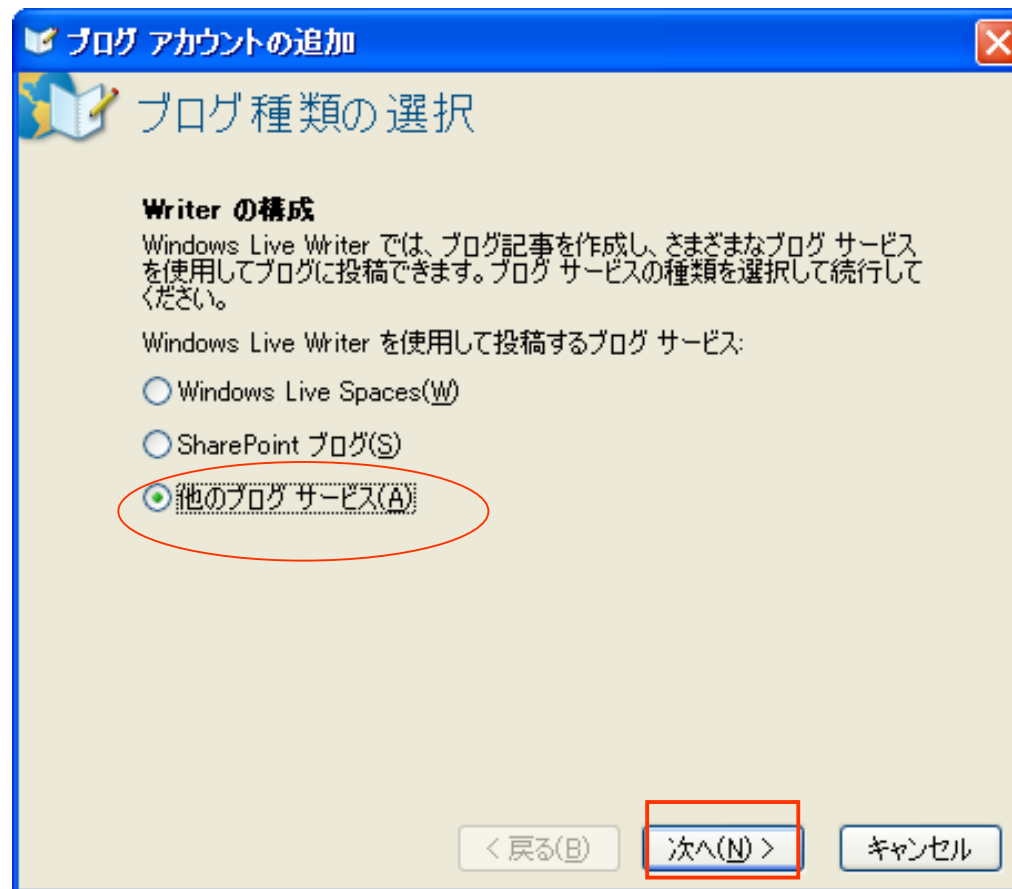 ブログ アカウントの追加
ブログ種類の選択
Writer の構成
Windows Live Writer では、ブログ記事を作成し、さまざまなブログ サービス
を使用してブログに投稿できます。ブログ サービスの種類を選択して続行して
ください。
Windows Live Writer を使用して投稿するブログ サービス:
Windows Live Spaces(W)
SharePoint ブログ(S)
他のブログ サービス(A)
< 戻る(B) 次へ(N) > キャンセル